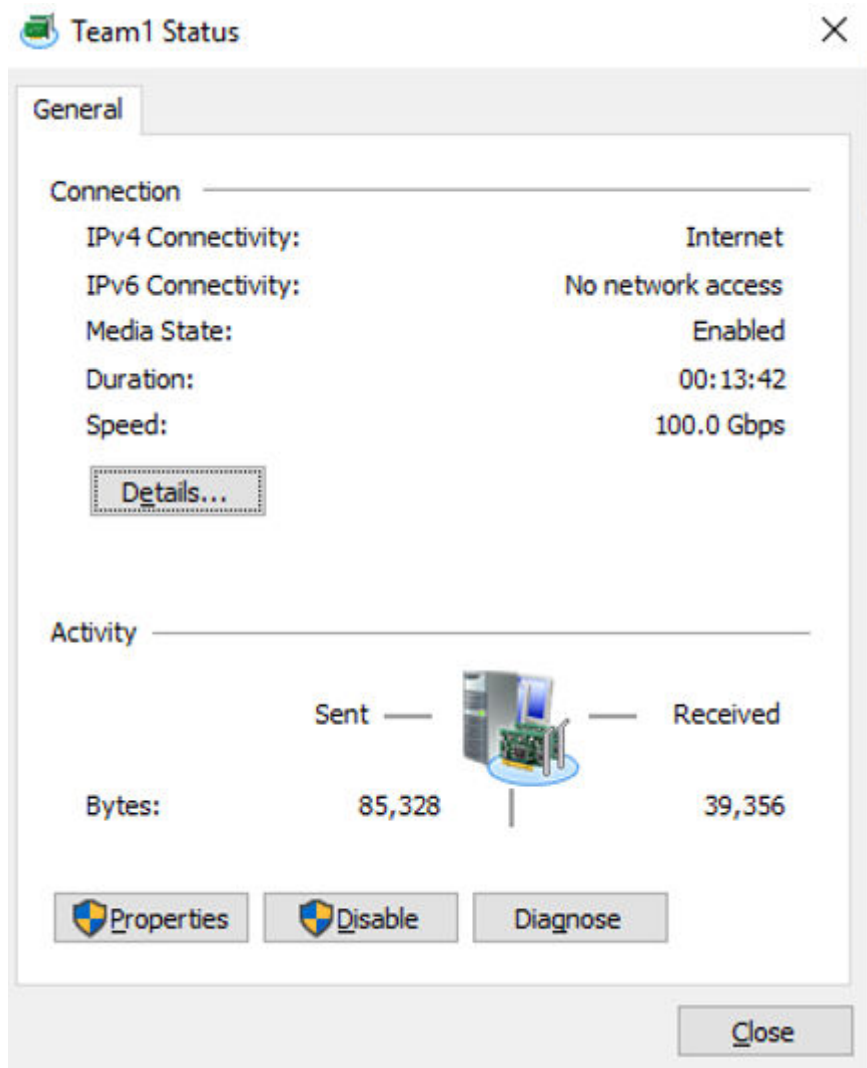 Team1 Status
General
Connection
IPv4 Connectivity: Internet
IPv6 Connectivity: No network access
Media State: Enabled
Duration: 00:13:42
Speed: 100.0 Gbps
Details...
Activity
Sent Received
Bytes: 85,328 39,356
Properties Disable Diagnose
Close